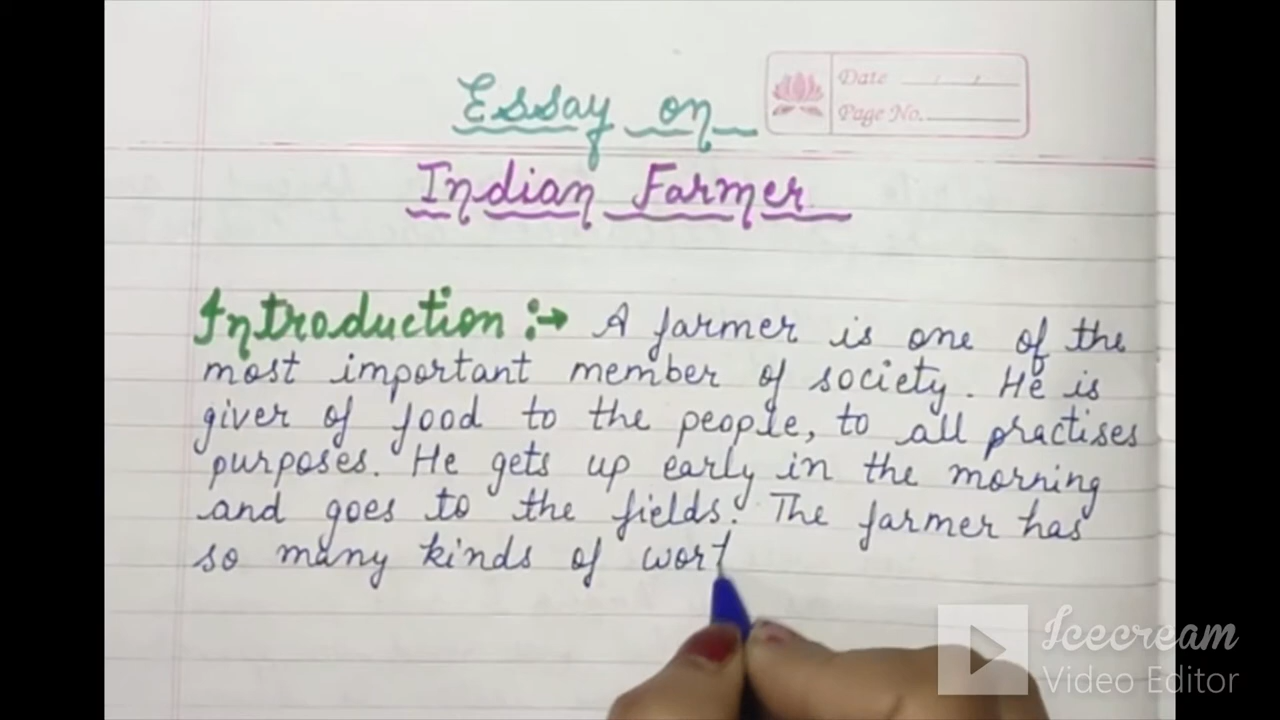 Essay on
Date
Page No.
Indian Farmer
Introduction :→ A farmer is one of the
most important member of society. He is
giver of food to the people, to all practises
purposes. He gets up early in the morning
and goes to the fields. The farmer has
so many kinds of wor
Icecream
Video Editor